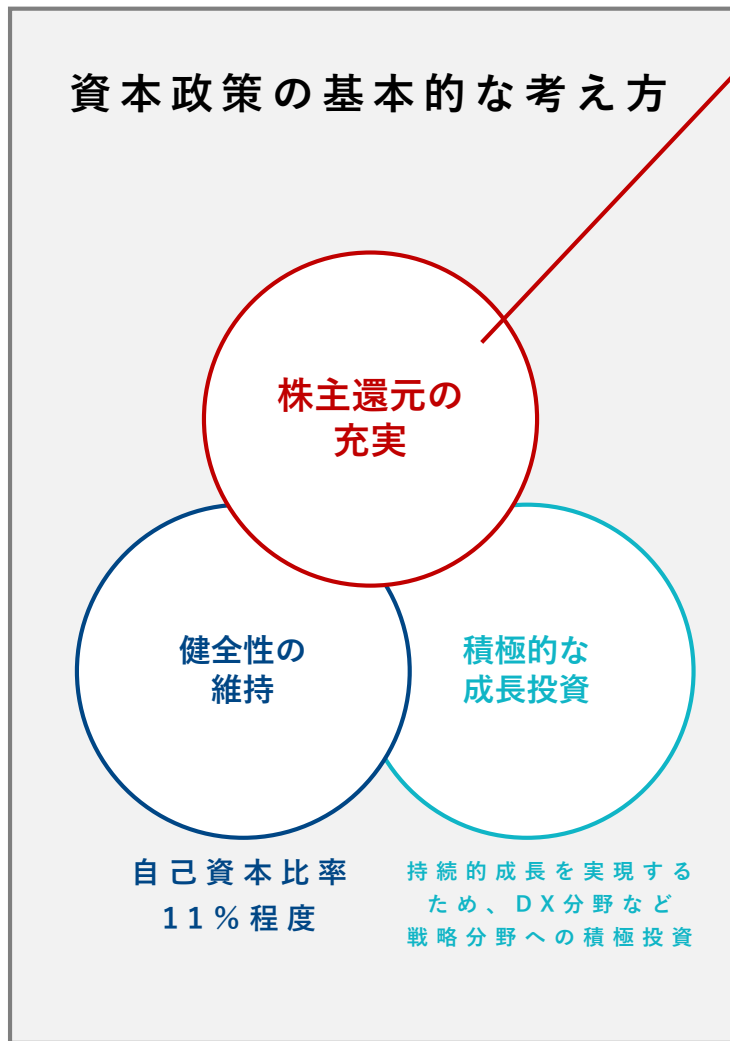 資本政策の基本的な考え方
株主還元の
充実
健全性の
維持
積極的な
成長投資
自己資本比率
11%程度
持続的成長を実現する
ため、DX分野など
戦略分野への積極投資